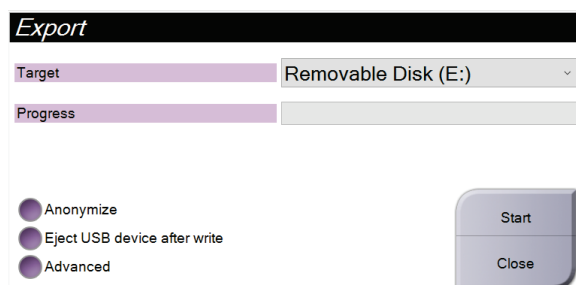 Export
Target
Removable Disk (E:)
Progress
Anonymize
Eject USB device after write
Advanced
Start
Close